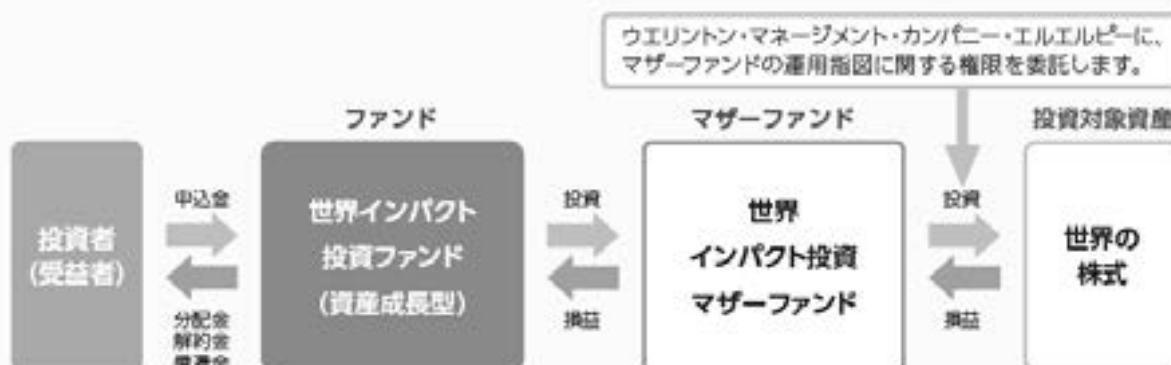 ウエリントン・マネージメント・カンパニー・エルエルピーに、
マザーファンドの運用指図に関する権限を委託します。
ファンド
マザーファンド
投資対象資産
投資者
(受益者)
申込金
分配金
解約金
世界インパクト
投資ファンド
(資産成長型)
投資
損益
世界
インパクト投資
マザーファンド
投資
損益
世界の
株式